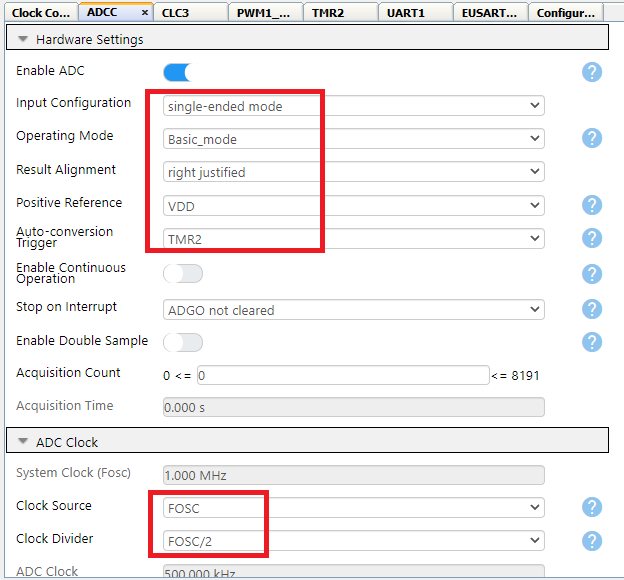 Clock Co... ADCC × CLC3 PWM1_... TMR2 UART1 EUSART... Configur...
Hardware Settings
Enable ADC ?
Input Configuration single-ended mode
Operating Mode Basic_mode ?
Result Alignment right justified
Positive Reference VDD ?
Auto-conversion
Trigger TMR2 ?
Enable Continuous
Operation ?
Stop on Interrupt ADGO not cleared ?
Enable Double Sample ?
Acquisition Count 0 <= 0 <= 8191
Acquisition Time 0.000 s
ADC Clock
System Clock (Fosc) 1.000 MHz
Clock Source FOSC ?
Clock Divider FOSC/2 ?
ADC Clock 500.000 kHz